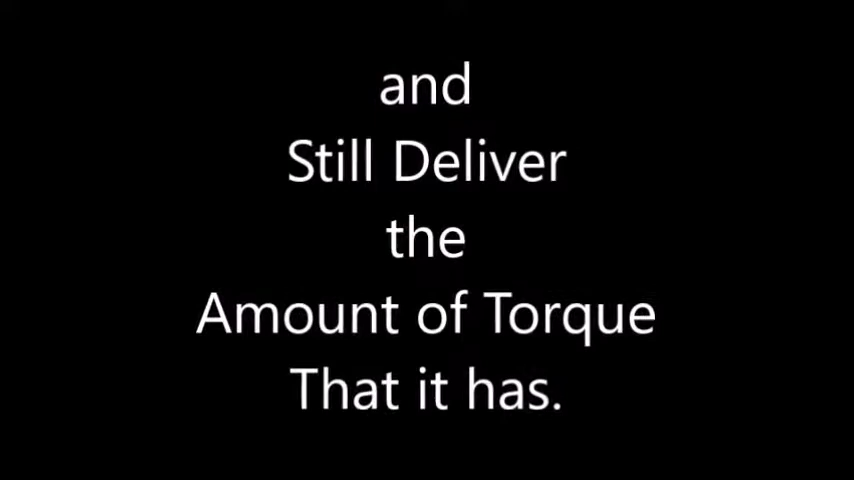 and
Still Deliver
the
Amount of Torque
That it has.